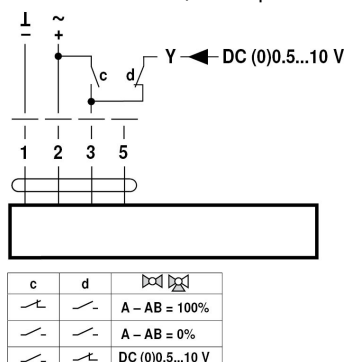 ⊥ ~
− +
c d Y DC (0)0.5...10 V
1 2 3 5
c d
A – AB = 100%
A – AB = 0%
DC (0)0.5...10 V